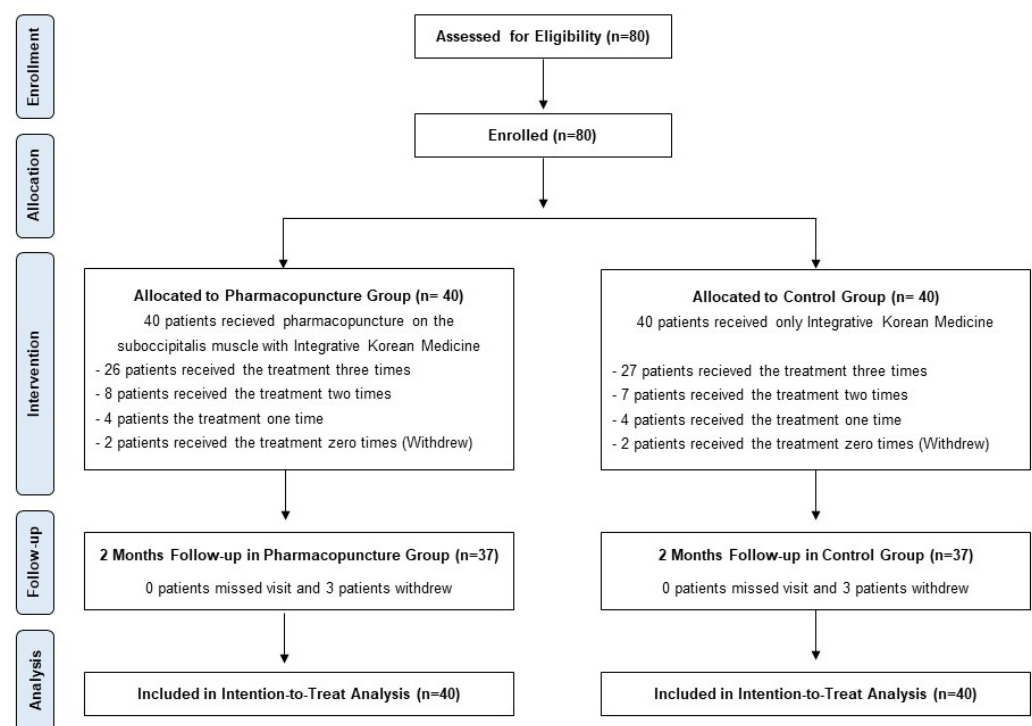 Enrollment
Assessed for Eligibility (n=80)
Enrolled (n=80)
Allocation
Intervention
Allocated to Pharmacopuncture Group (n= 40)
40 patients recieved pharmacopuncture on the
suboccipitalis muscle with Integrative Korean Medicine
- 26 patients received the treatment three times
- 8 patients received the treatment two times
- 4 patients the treatment one time
- 2 patients received the treatment zero times (Withdrew)
Allocated to Control Group (n= 40)
40 patients received only Integrative Korean Medicine
- 27 patients recieved the treatment three times
- 7 patients received the treatment two times
- 4 patients received the treatment one time
- 2 patients received the treatment zero times (Withdrew)
Follow-up
2 Months Follow-up in Pharmacopuncture Group (n=37)
0 patients missed visit and 3 patients withdrew
2 Months Follow-up in Control Group (n=37)
0 patients missed visit and 3 patients withdrew
Analysis
Included in Intention-to-Treat Analysis (n=40)
Included in Intention-to-Treat Analysis (n=40)